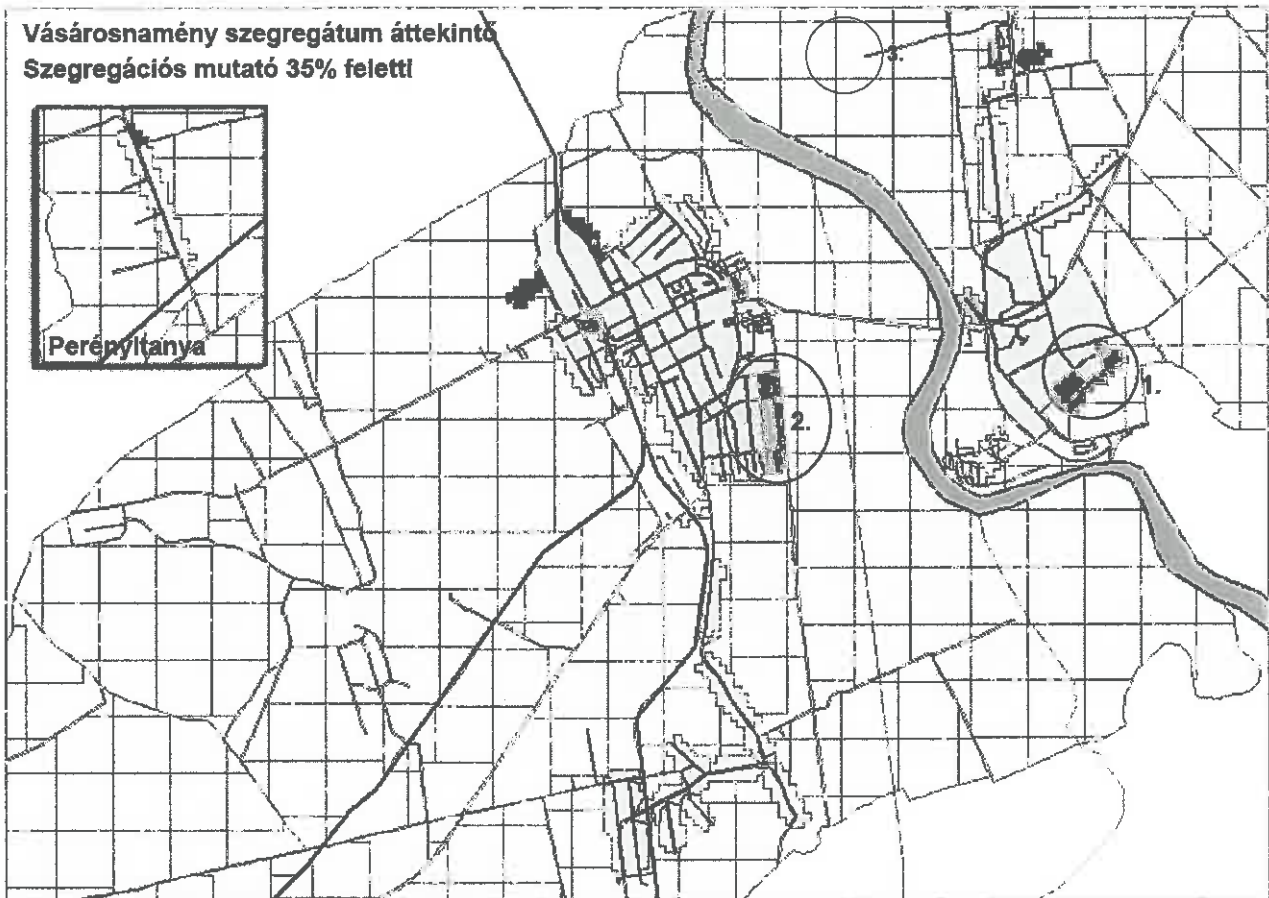 Vásárosnamény szegregátum áttekintő
Szegregációs mutató 35% feletti
3.
Perényitanya
1.
2.